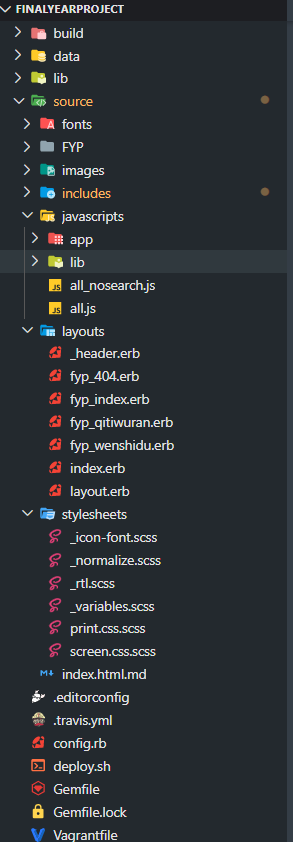 FINALYEARPROJECT
build
data
lib
source
fonts
FYP
images
includes
javascripts
app
lib
JS all_nosearch.js
JS all.js
layouts
_header.erb
fyp_404.erb
fyp_index.erb
fyp_qitiwuran.erb
fyp_wenshidu.erb
index.erb
layout.erb
stylesheets
_icon-font.scss
_normalize.scss
_rtl.scss
_variables.scss
print.css.scss
screen.css.scss
index.html.md
.editorconfig
.travis.yml
config.rb
deploy.sh
Gemfile
Gemfile.lock
Vagrantfile